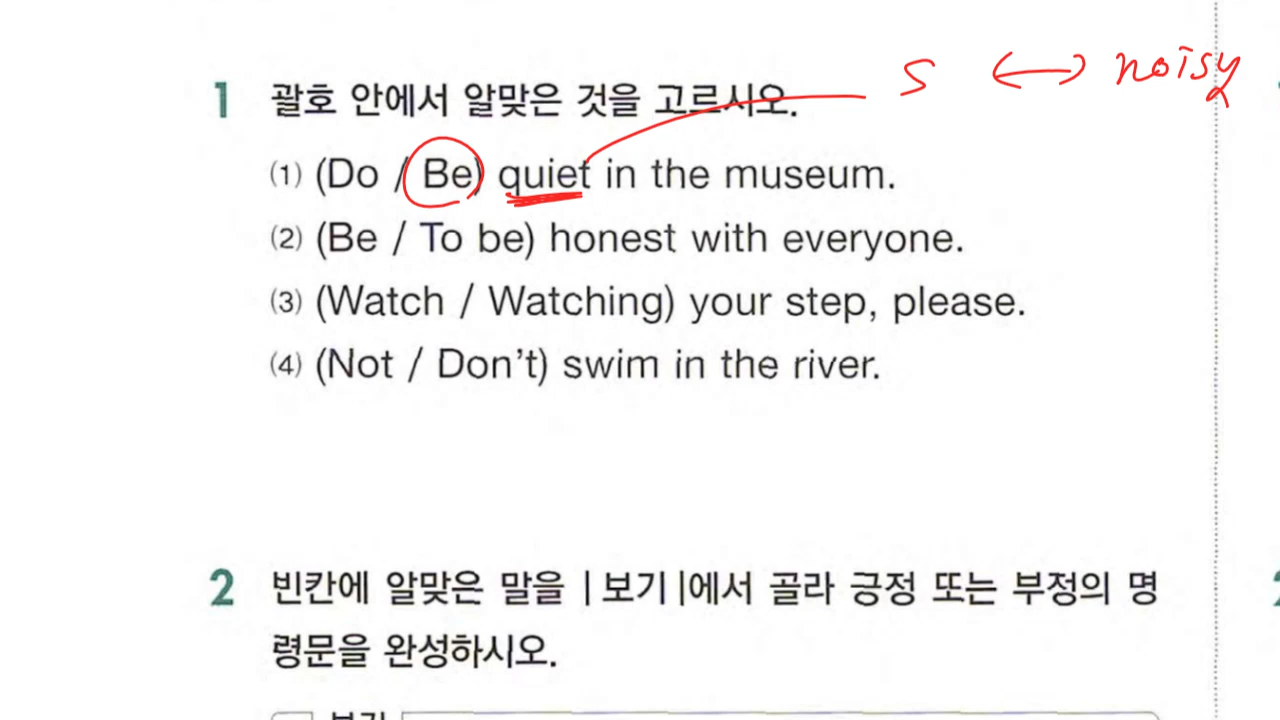 S ↔ noisy
1 괄호 안에서 알맞은 것을 고르시오.
(1) (Do / Be) quiet in the museum.
(2) (Be / To be) honest with everyone.
(3) (Watch / Watching) your step, please.
(4) (Not / Don't) swim in the river.
2 빈칸에 알맞은 말을 |보기|에서 골라 긍정 또는 부정의 명
령문을 완성하시오.